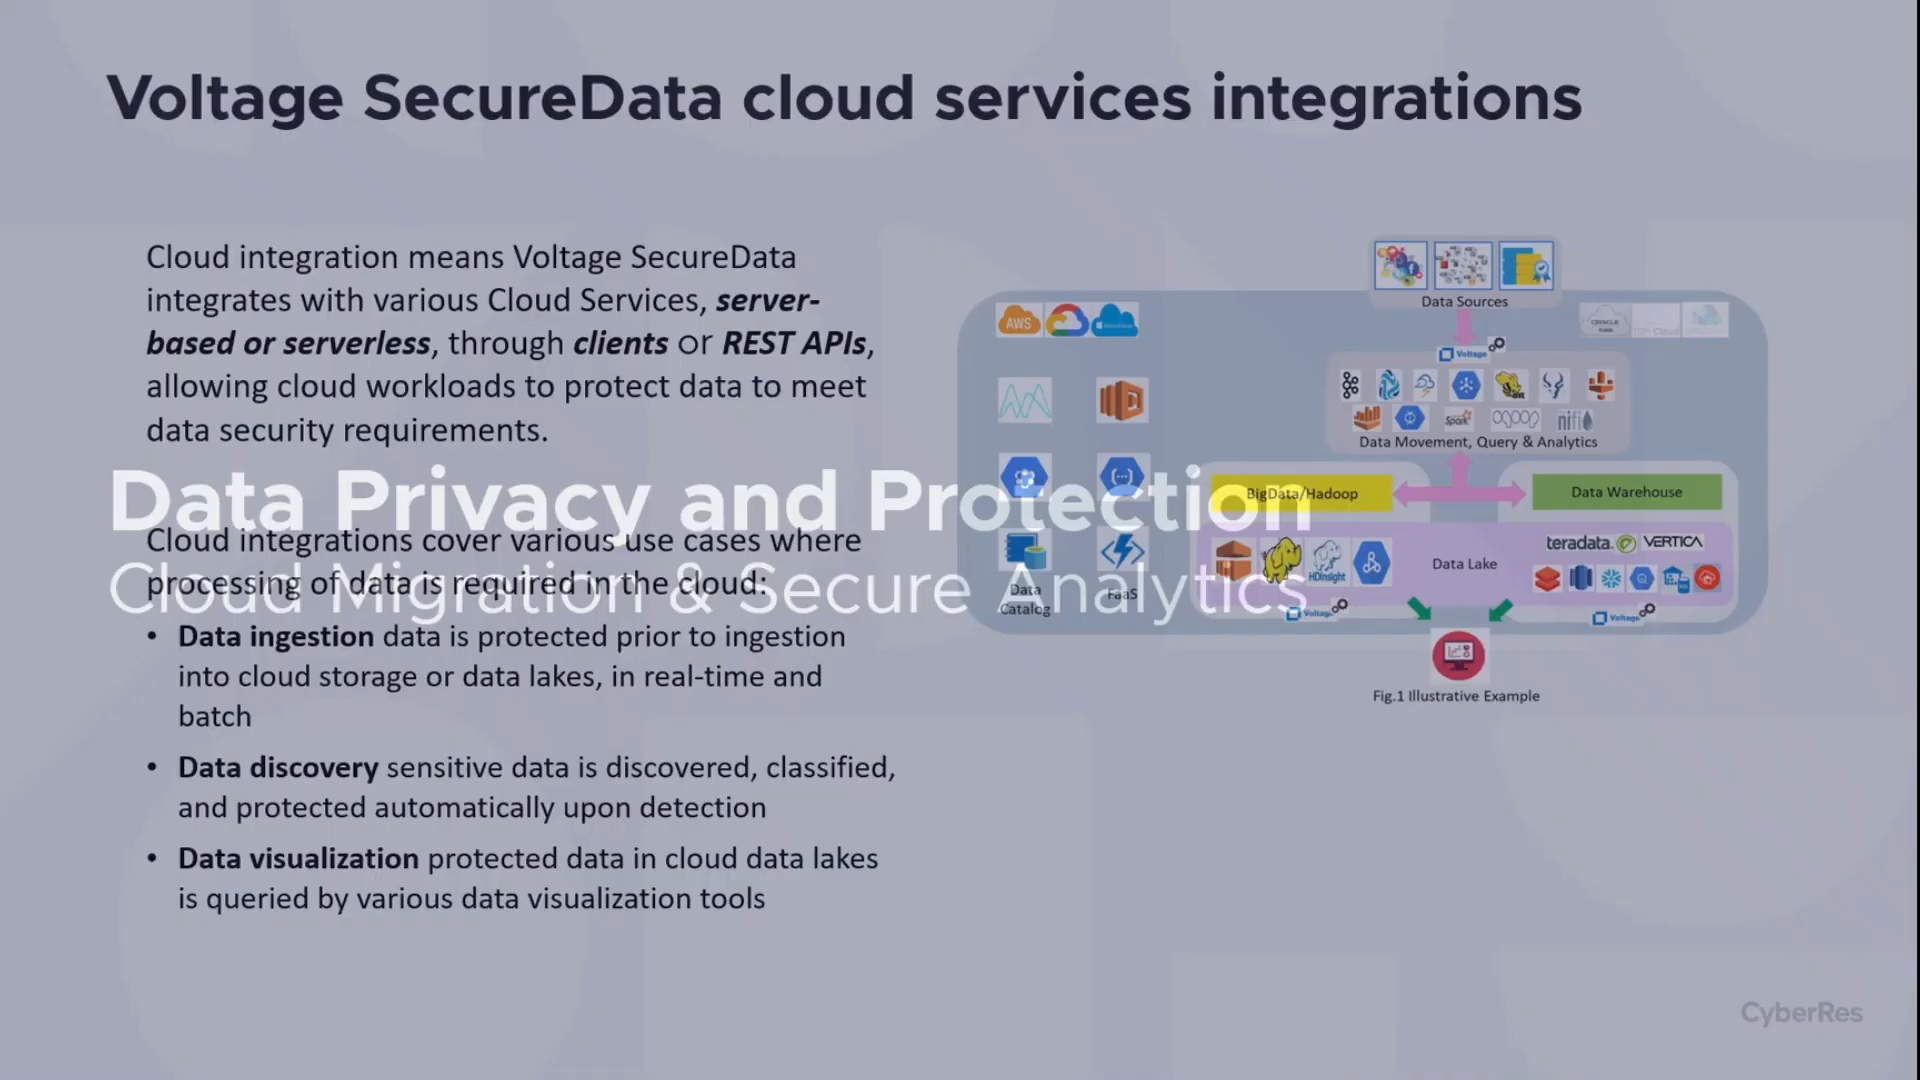 Voltage SecureData cloud services integrations
Cloud integration means Voltage SecureData
integrates with various Cloud Services, server-
based or serverless, through clients or REST APIs,
allowing cloud workloads to protect data to meet
data security requirements.
Data Privacy and Protection
Cloud integrations cover various use cases where
processing of data is required in the cloud:
Cloud Migration & Secure Analytics
• Data ingestion data is protected prior to ingestion
into cloud storage or data lakes, in real-time and
batch
• Data discovery sensitive data is discovered, classified,
and protected automatically upon detection
• Data visualization protected data in cloud data lakes
is queried by various data visualization tools
Data Sources
AWS
ORACLE
Cloud
Voltage
Spark
sqoop
nifi
Data Movement, Query & Analytics
BigData/Hadoop
Data Warehouse
teradata.
VERTICA
HDInsight
Data Lake
Data
Catalog
FaaS
Voltage
Voltage
Fig.1 Illustrative Example
CyberRes